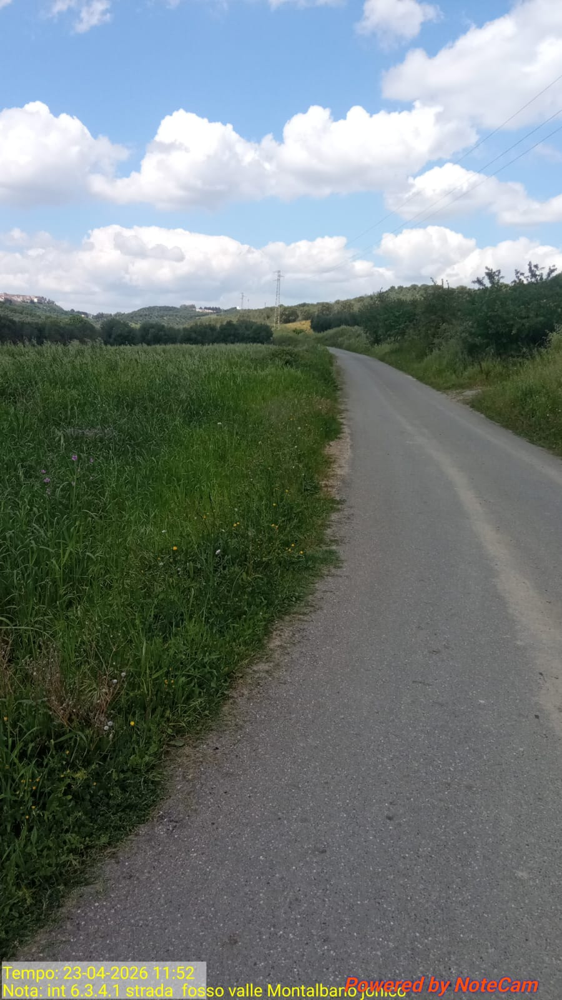 Tempo: 23-04-2026 11:52
Nota: int 6.3.4.1 strada fosso valle Montalbano jonico
Powered by NoteCam